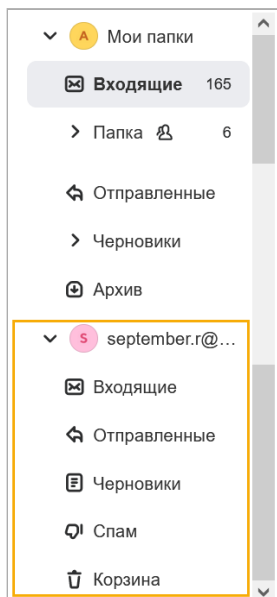 А Мои папки
Входящие 165
Папка 6
Отправленные
Черновики
Архив
S september.r@...
Входящие
Отправленные
Черновики
Спам
Корзина